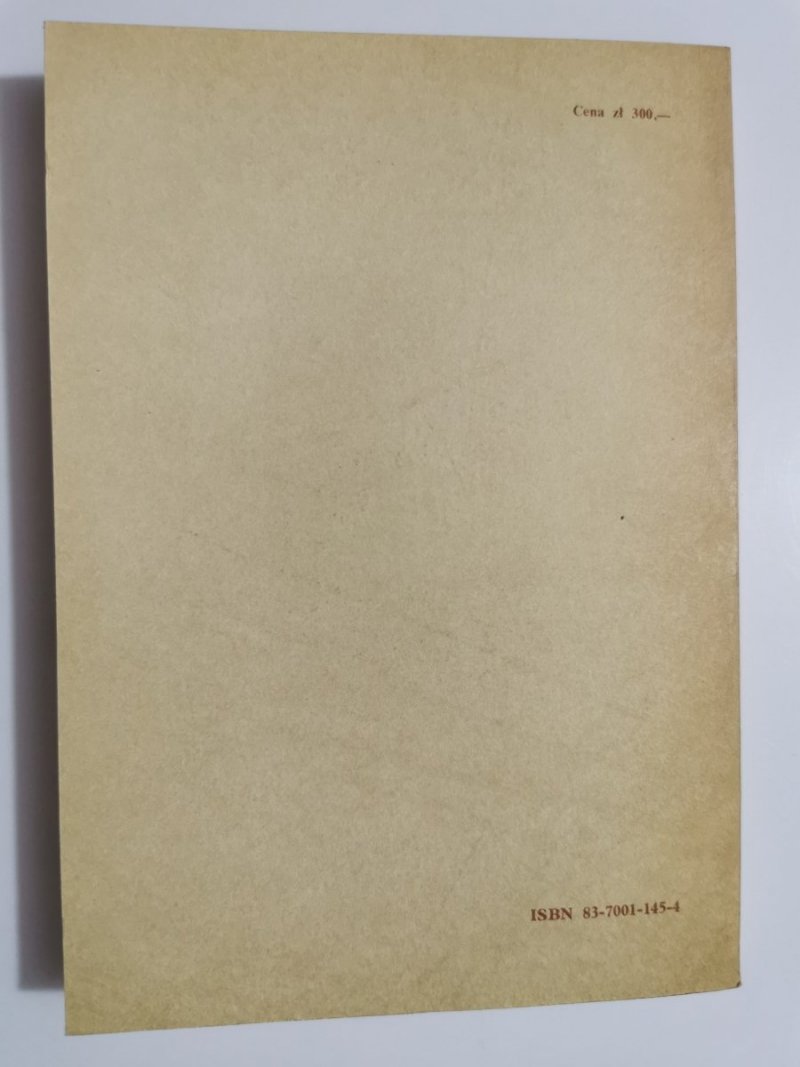 Cena zł 300,—
ISBN 83-7001-145-4